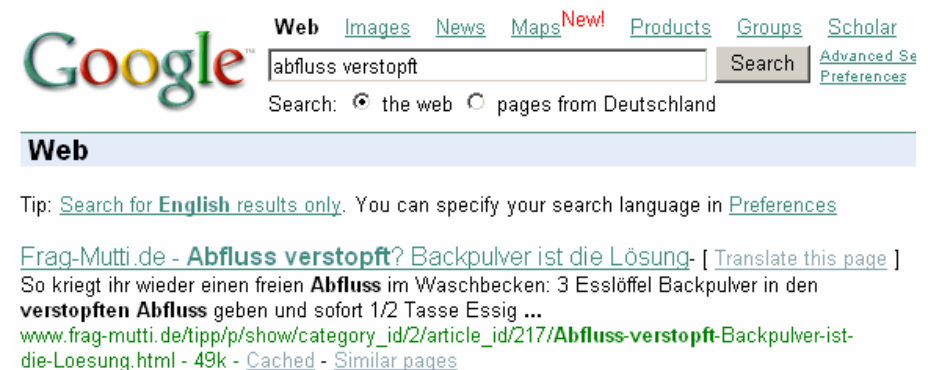 Google™ Web Images News Maps New! Products Groups Scholar
abfluss verstopft Search Advanced Se
Preferences
Search: the web pages from Deutschland
Web
Tip: Search for English results only. You can specify your search language in Preferences
Frag-Mutti.de - Abfluss verstopft? Backpulver ist die Lösung- [ Translate this page ]
So kriegt ihr wieder einen freien Abfluss im Waschbecken: 3 Esslöffel Backpulver in den
verstopften Abfluss geben und sofort 1/2 Tasse Essig ...
www.frag-mutti.de/tipp/p/show/category_id/2/article_id/217/Abfluss-verstopft-Backpulver-ist-
die-Loesung.html - 49k - Cached - Similar pages